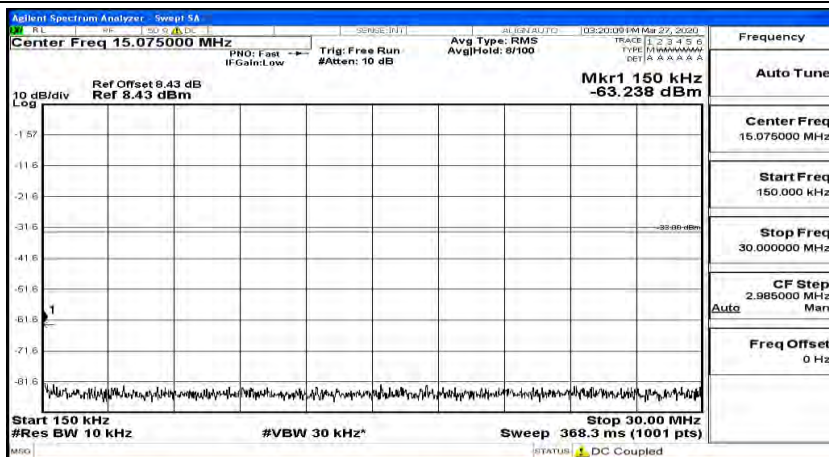 Agilent Spectrum Analyzer - Swept SA
RL RF 50 Ω DC SENSE:INT ALIGN AUTO 03:20:09 PM Mar 27, 2020
Center Freq 15.075000 MHz
PNO: Fast
IFGain:Low
Trig: Free Run
#Atten: 10 dB
Avg Type: RMS
Avg|Hold: 8/100
TRACE 1 2 3 4 5 6
TYPE MWWWWW
DET A A A A A A
Ref Offset 8.43 dB
10 dB/div Ref 8.43 dBm
Log
Mkr1 150 kHz
-63.238 dBm
-1.57
-11.6
-21.6
-31.6
-33.00 dBm
-41.6
-51.6
1
-61.6
-71.6
-81.6
Start 150 kHz
Stop 30.00 MHz
#Res BW 10 kHz
#VBW 30 kHz*
Sweep 368.3 ms (1001 pts)
MSG
STATUS DC Coupled
Frequency
Auto Tune
Center Freq
15.075000 MHz
Start Freq
150.000 kHz
Stop Freq
30.000000 MHz
CF Step
2.985000 MHz
Auto Man
Freq Offset
0 Hz